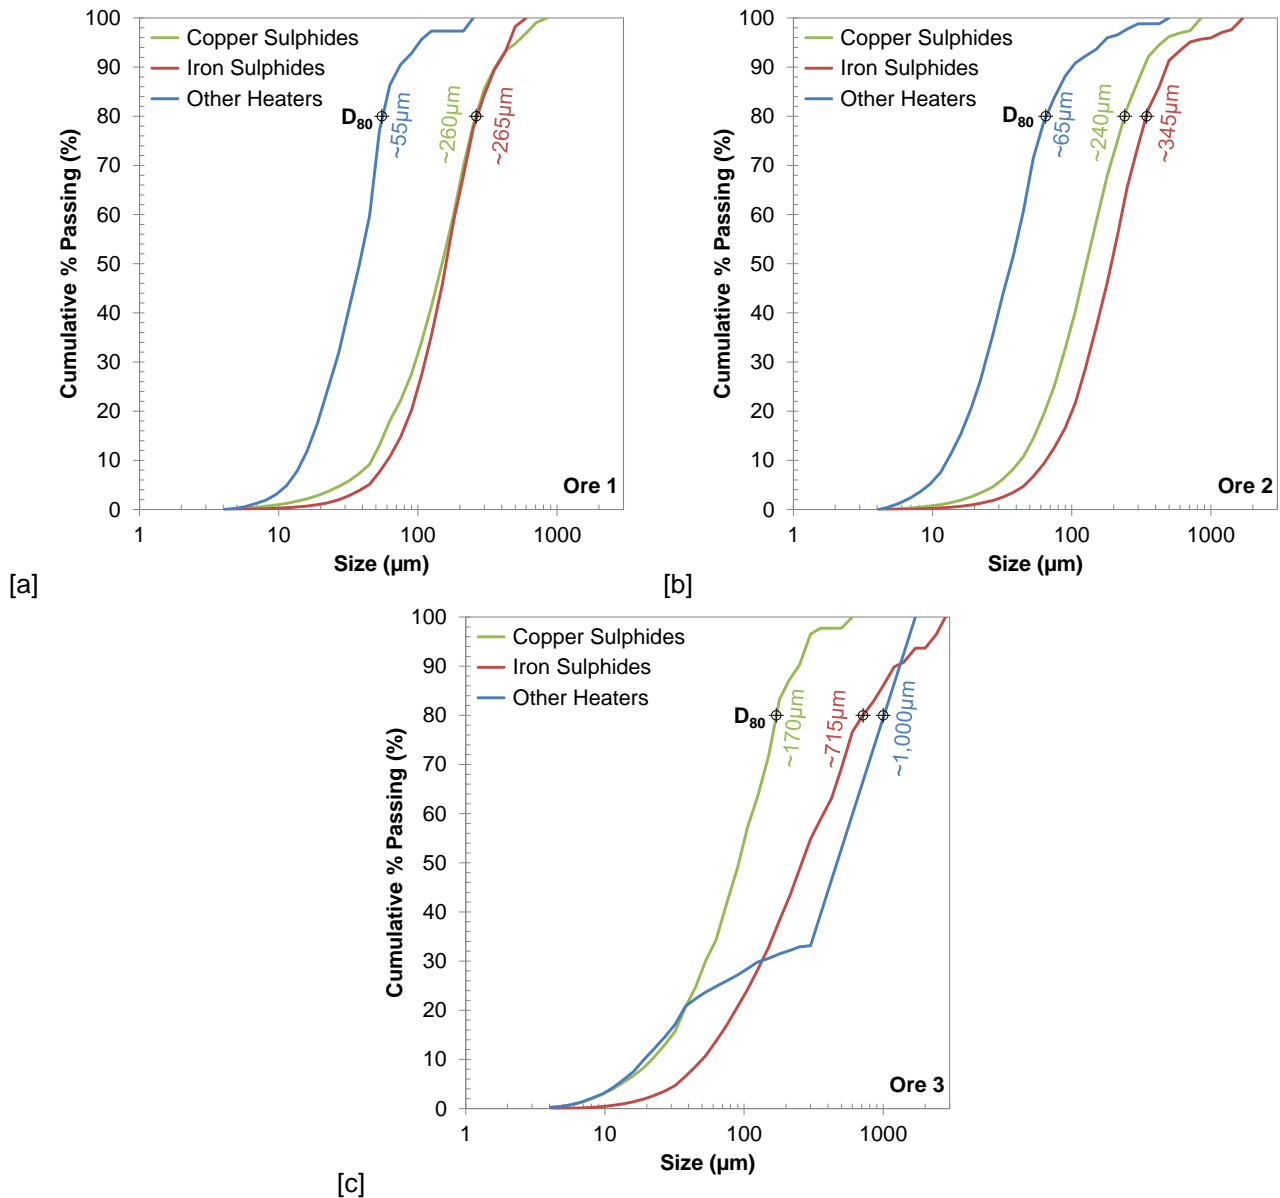 Copper Sulphides
Iron Sulphides
Other Heaters
D80
~55µm
~260µm
~265µm
100
90
80
70
60
50
40
30
20
10
0
Cumulative % Passing (%)
Ore 1
1
10
100
1000
Size (µm)
[a]
Copper Sulphides
Iron Sulphides
Other Heaters
D80
~65µm
~240µm
~345µm
100
90
80
70
60
50
40
30
20
10
0
Cumulative % Passing (%)
Ore 2
1
10
100
1000
Size (µm)
[b]
Copper Sulphides
Iron Sulphides
Other Heaters
D80
~170µm
~715µm
~1,000µm
100
90
80
70
60
50
40
30
20
10
0
Cumulative % Passing (%)
Ore 3
1
10
100
1000
Size (µm)
[c]